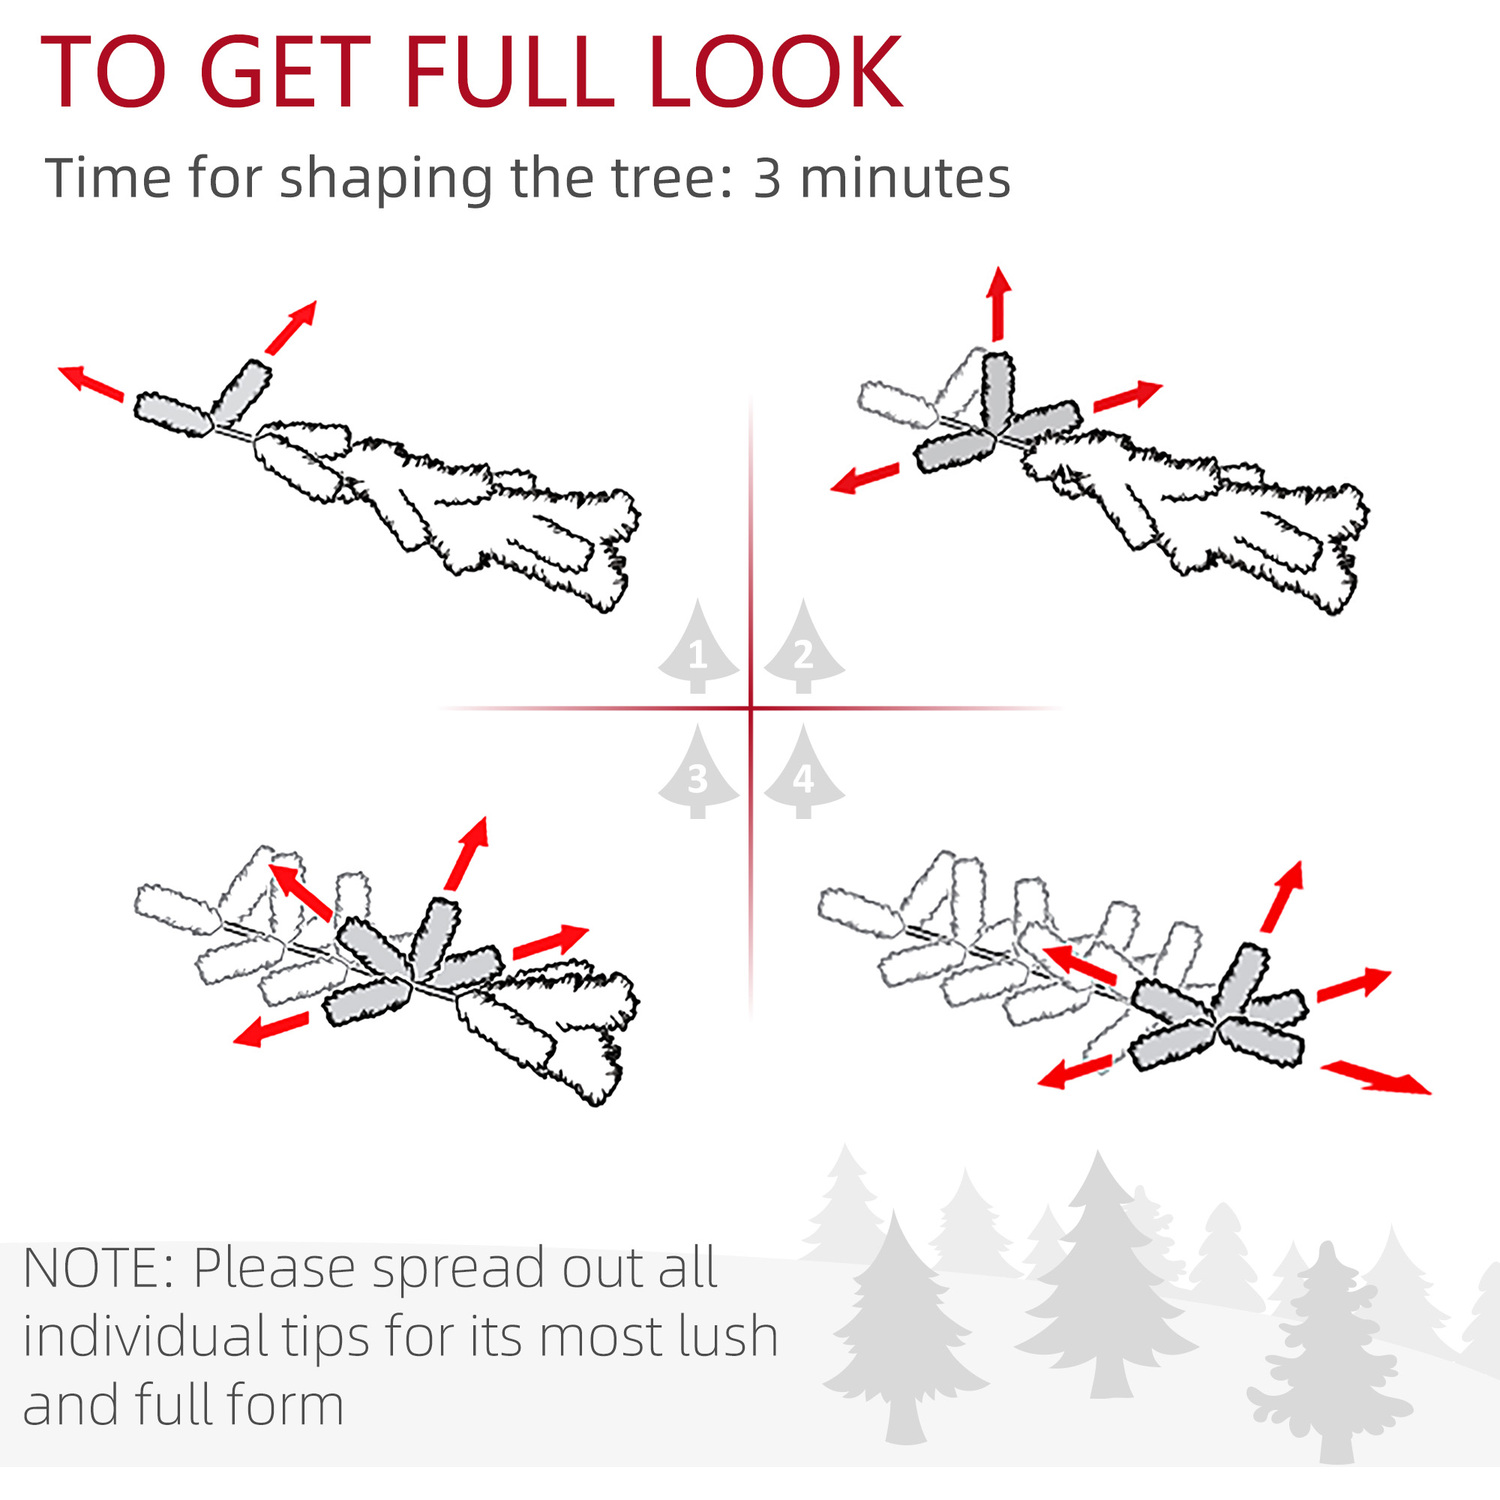 TO GET FULL LOOK
Time for shaping the tree: 3 minutes
1
2
3
4
NOTE: Please spread out all
individual tips for its most lush
and full form